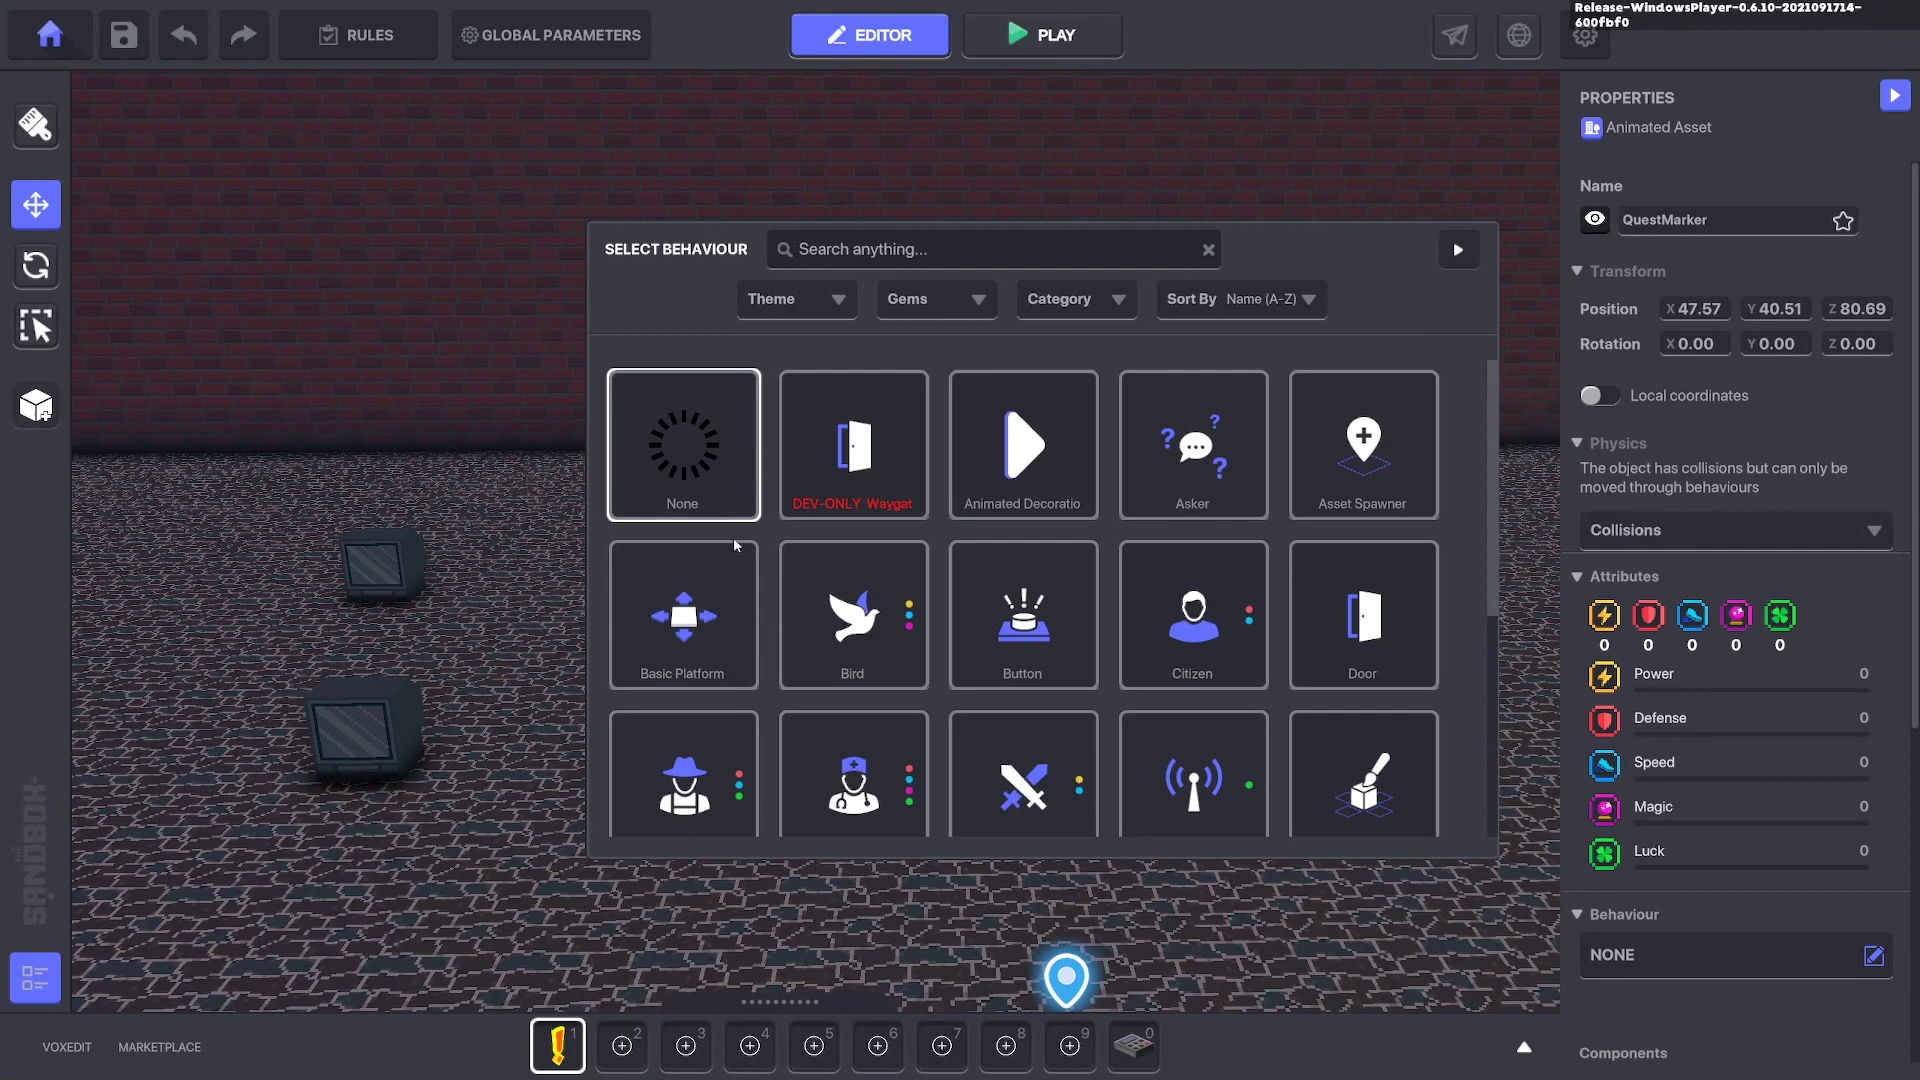 Release-WindowsPlayer-0.6.10-2021091714-
600fbf0
RULES
GLOBAL PARAMETERS
EDITOR
PLAY
PROPERTIES
Animated Asset
Name
QuestMarker
Transform
Position X 47.57 Y 40.51 Z 80.69
Rotation X 0.00 Y 0.00 Z 0.00
Local coordinates
Physics
The object has collisions but can only be
moved through behaviours
Collisions
Attributes
0 0 0 0 0
Power 0
Defense 0
Speed 0
Magic 0
Luck 0
Behaviour
NONE
Components
SELECT BEHAVIOUR
Search anything...
Theme
Gems
Category
Sort By Name (A-Z)
None
DEV-ONLY Waygat
Animated Decoratio
Asker
Asset Spawner
Basic Platform
Bird
Button
Citizen
Door
THE
SANDBOX
VOXEDIT
MARKETPLACE
1 2 3 4 5 6 7 8 9 0